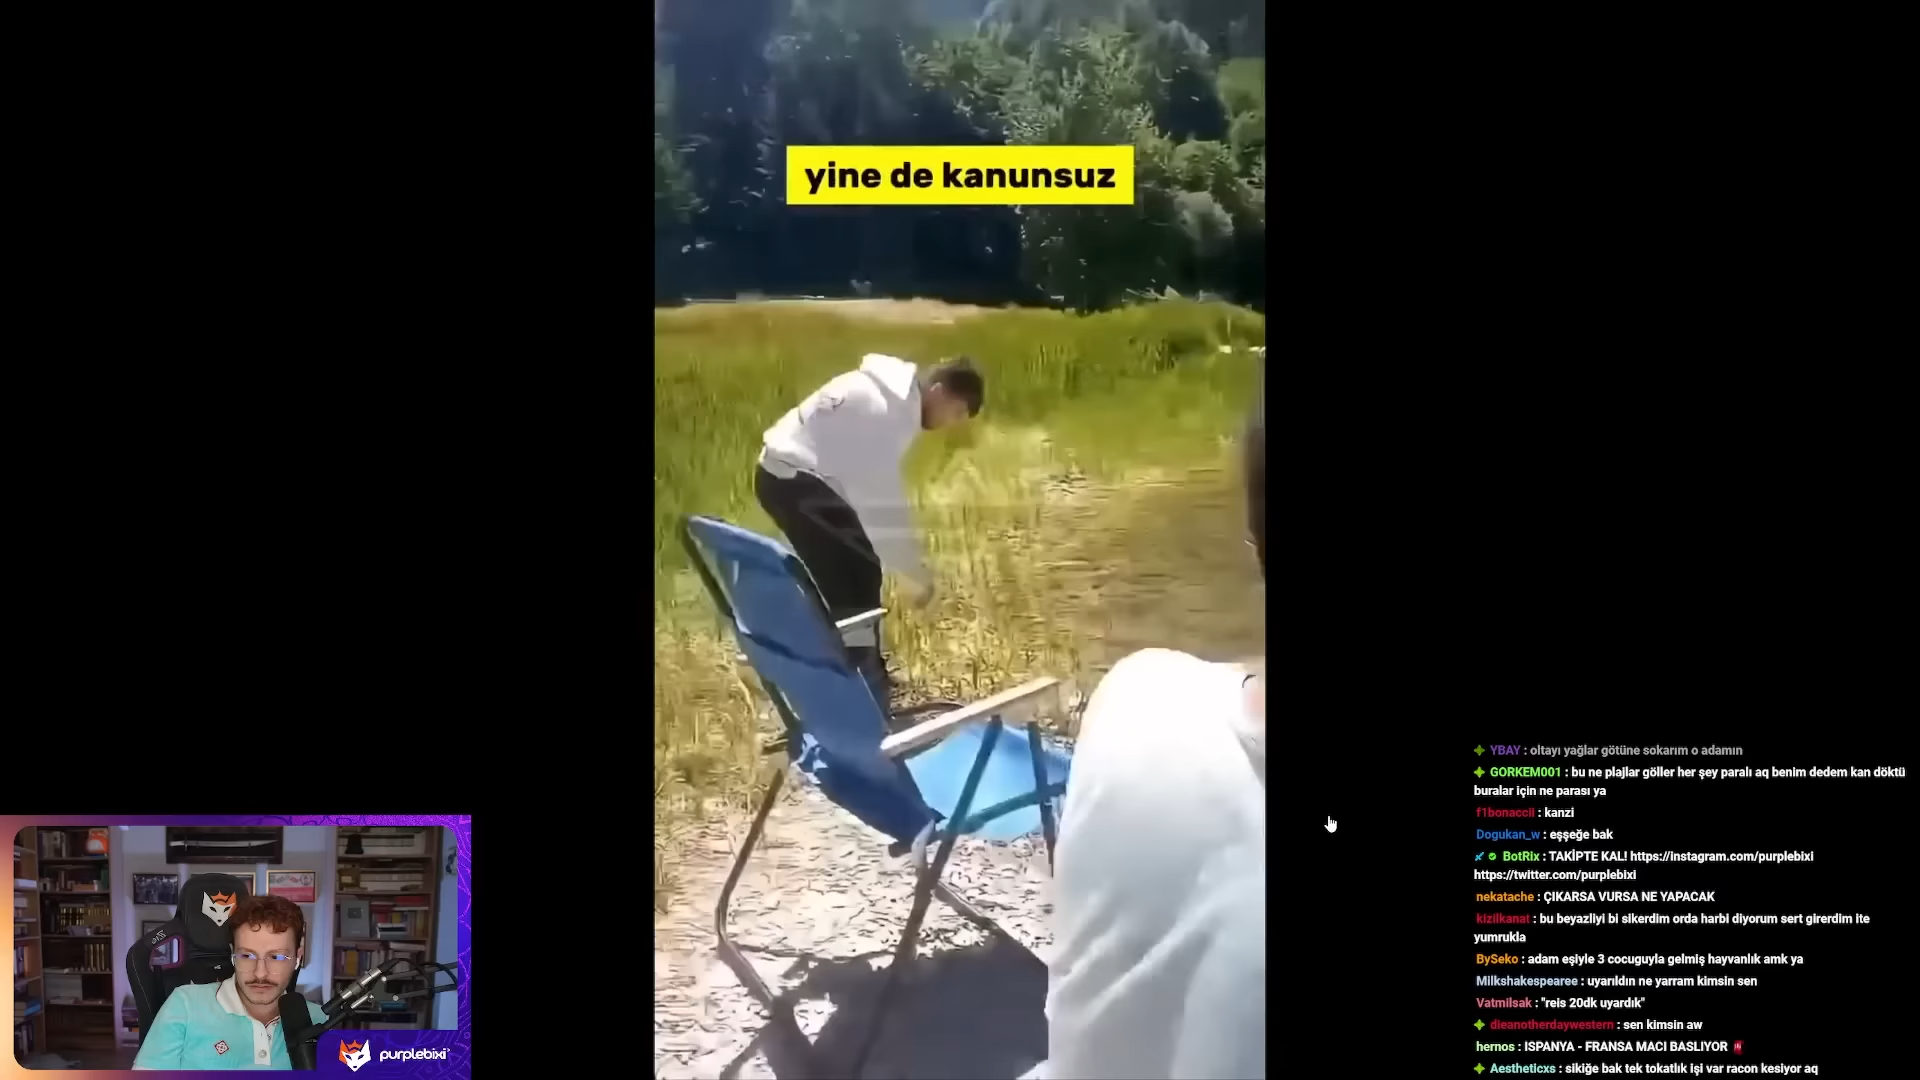 yine de kanunsuz
YBAY : oltayı yağlar götüne sokarım o adamın
GORKEM001 : bu ne plajlar göller her şey paralı aq benim dedem kan döktü
buralar için ne parası ya
f1bonaccii : kanzi
Dogukan_w : eşşeğe bak
BotRix : TAKİPTE KAL! https://instagram.com/purplebixi
https://twitter.com/purplebixi
nekatache : ÇIKARSA VURSA NE YAPACAK
kizilkanat : bu beyazliyi bi sikerdim orda harbi diyorum sert girerdim ite
yumrukla
BySeko : adam eşiyle 3 cocuguyla gelmiş hayvanlık amk ya
Milkshakespearee : uyarıldın ne yarram kimsin sen
Vatmilsak : "reis 20dk uyardık"
dieanotherdaywestern : sen kimsin aw
hernos : ISPANYA - FRANSA MACI BASLIYOR
Aestheticxs : sikiğe bak tek tokatlık işi var racon kesiyor aq
purplebixi